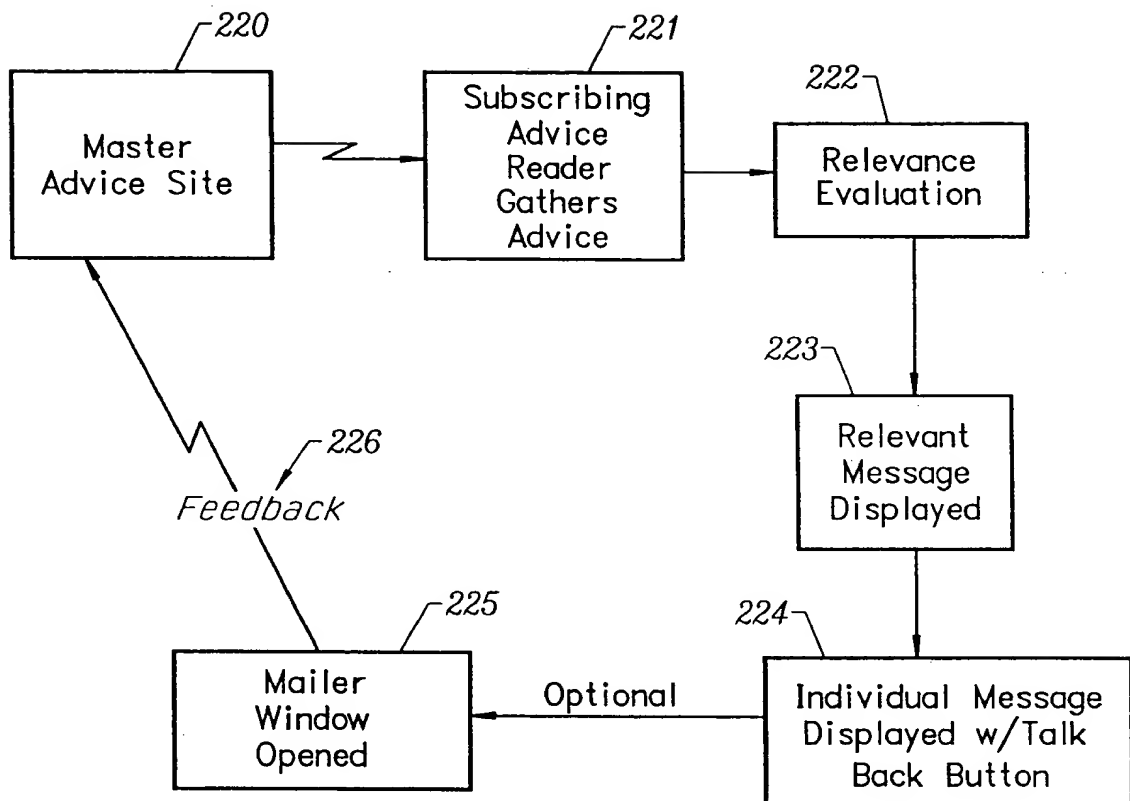 220
Master
Advice Site
221
Subscribing
Advice
Reader
Gathers
Advice
222
Relevance
Evaluation
223
Relevant
Message
Displayed
224
Individual Message
Displayed w/Talk
Back Button
Optional
225
Mailer
Window
Opened
226
Feedback